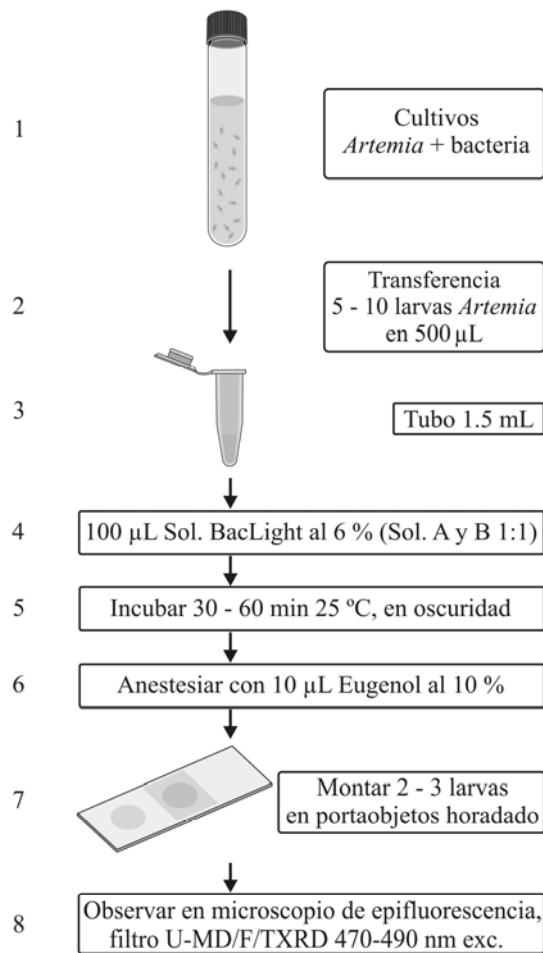 1
Cultivos
Artemia + bacteria
2
Transferencia
5 - 10 larvas Artemia
en 500 µL
3
Tubo 1.5 mL
4
100 µL Sol. BacLight al 6 % (Sol. A y B 1:1)
5
Incubar 30 - 60 min 25 ºC, en oscuridad
6
Anestesiar con 10 µL Eugenol al 10 %
7
Montar 2 - 3 larvas
en portaobjetos horadado
8
Observar en microscopio de epifluorescencia,
filtro U-MD/F/TXRD 470-490 nm exc.